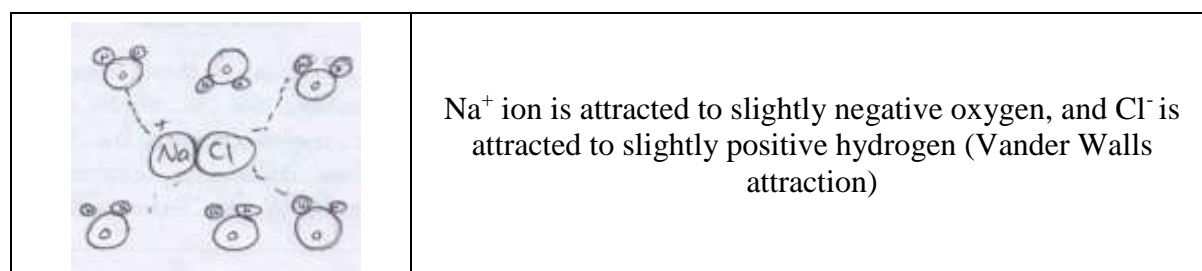 +
Na Cl
Na⁺ ion is attracted to slightly negative oxygen, and Cl⁻ is
attracted to slightly positive hydrogen (Vander Walls
attraction)